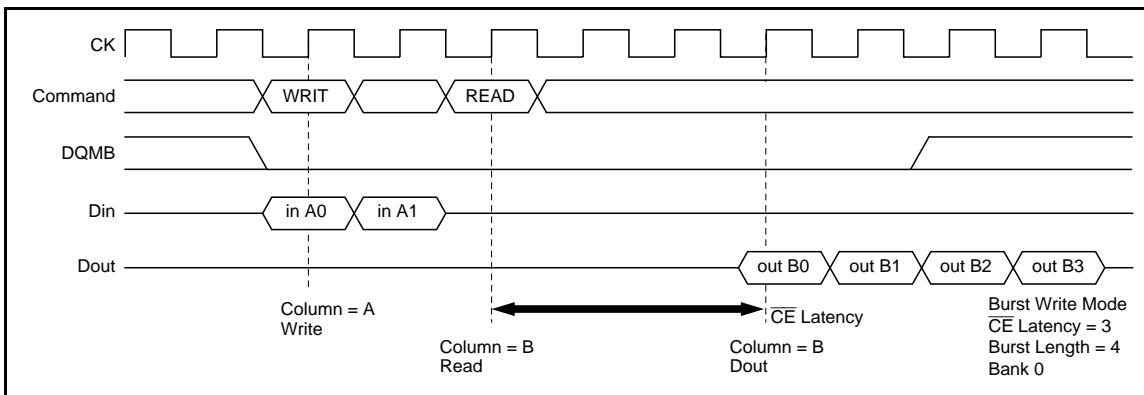 CK
Command WRIT READ
DQMB
Din in A0 in A1
Dout out B0 out B1 out B2 out B3
Column = A
Write
Column = B
Read
CE Latency
Column = B
Dout
Burst Write Mode
CE Latency = 3
Burst Length = 4
Bank 0